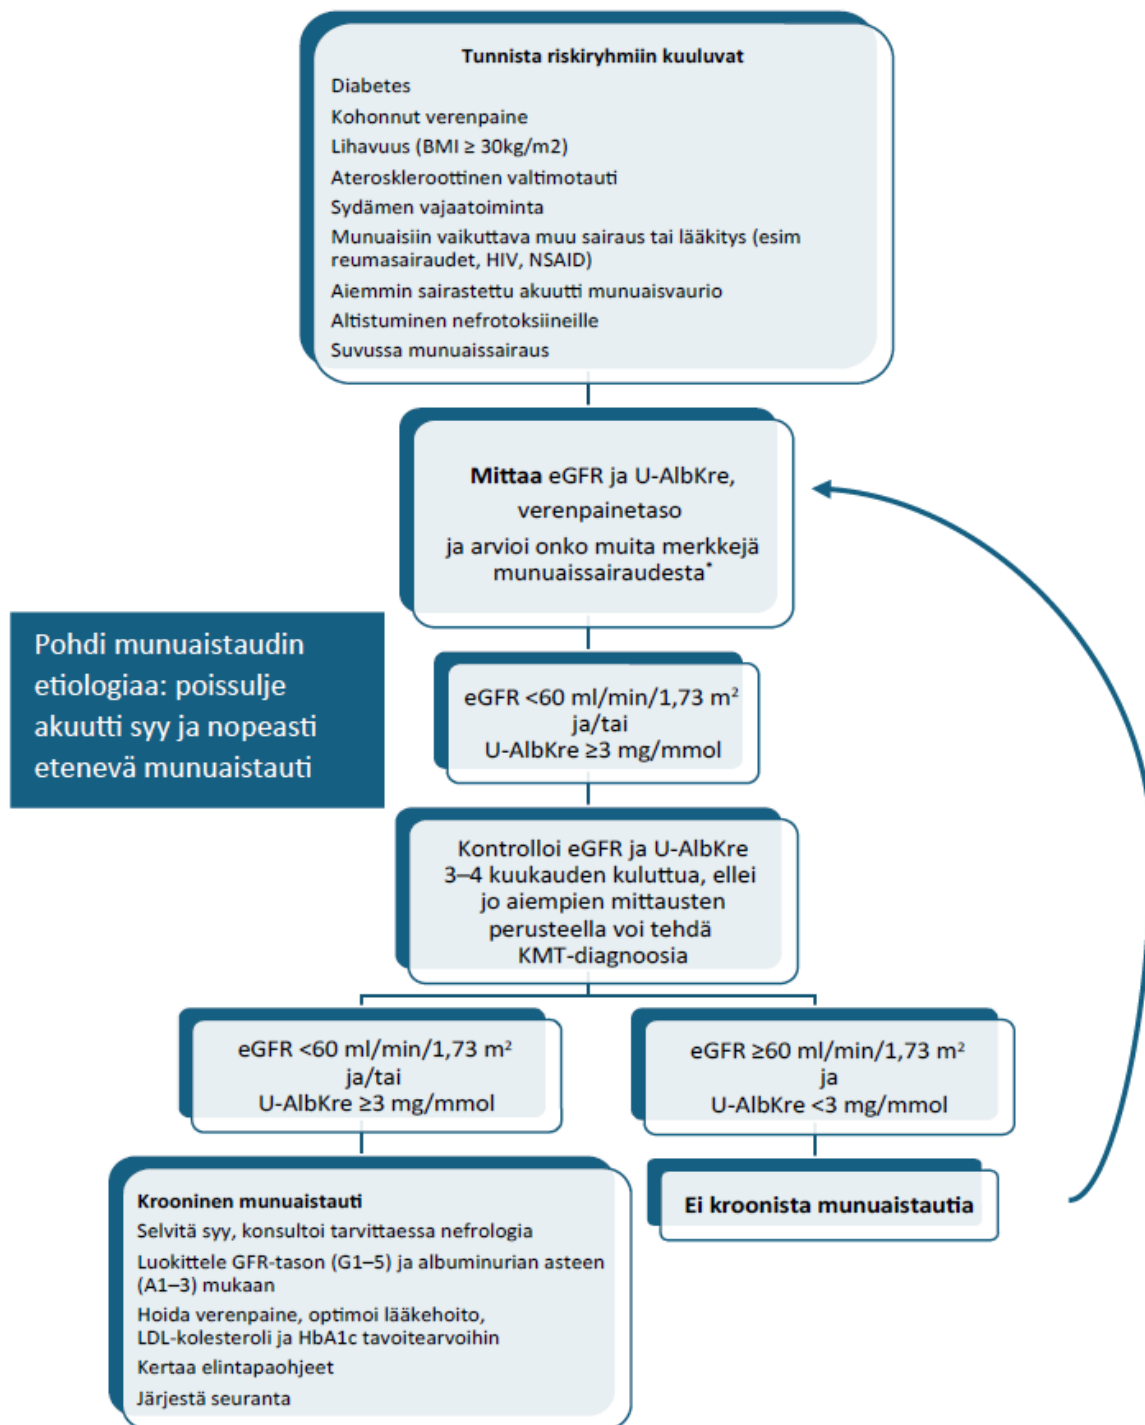 Tunnista riskiryhmiin kuuluvat
Diabetes
Kohonnut verenpaine
Lihavuus (BMI ≥ 30kg/m2)
Ateroskleroottinen valtimotauti
Sydämen vajaatoiminta
Munuaisiin vaikuttava muu sairaus tai lääkitys (esim
reumasairaudet, HIV, NSAID)
Aiemmin sairastettu akuutti munuaisvaurio
Altistuminen nefrotoksiineille
Suvussa munuaissairaus
Mittaa eGFR ja U-AlbKre,
verenpainetaso
ja arvioi onko muita merkkejä
munuaissairaudesta*
Pohdi munuaistaudin
etiologiaa: poissulje
akuutti syy ja nopeasti
etenevä munuaistauti
eGFR <60 ml/min/1,73 m²
ja/tai
U-AlbKre ≥3 mg/mmol
Kontrolloi eGFR ja U-AlbKre
3–4 kuukauden kuluttua, ellei
jo aiempien mittausten
perusteella voi tehdä
KMT-diagnoosia
eGFR <60 ml/min/1,73 m²
ja/tai
U-AlbKre ≥3 mg/mmol
eGFR ≥60 ml/min/1,73 m²
ja
U-AlbKre <3 mg/mmol
Krooninen munuaistauti
Selvitä syy, konsultoi tarvittaessa nefrologia
Luokittele GFR-tason (G1–5) ja albuminurian asteen
(A1–3) mukaan
Hoida verenpaine, optimoi lääkehoito,
LDL-kolesteroli ja HbA1c tavoitearvoihin
Kertaa elintapaohjeet
Järjestä seuranta
Ei kroonista munuaistautia